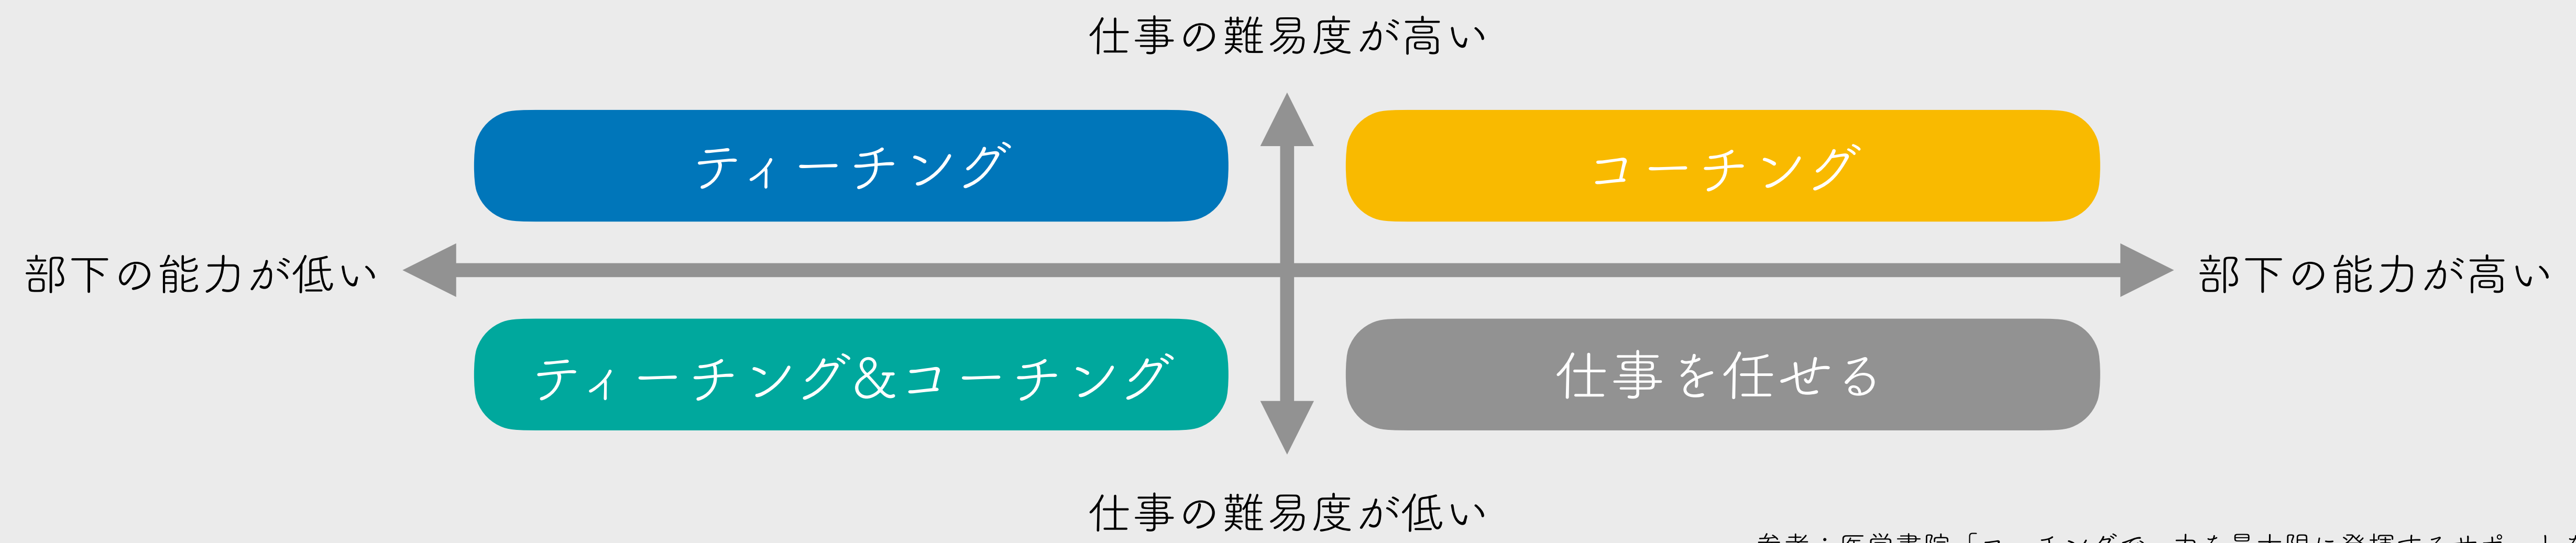 仕事の難易度が高い
ティーチング
コーチング
部下の能力が低い
部下の能力が高い
ティーチング&コーチング
仕事を任せる
仕事の難易度が低い